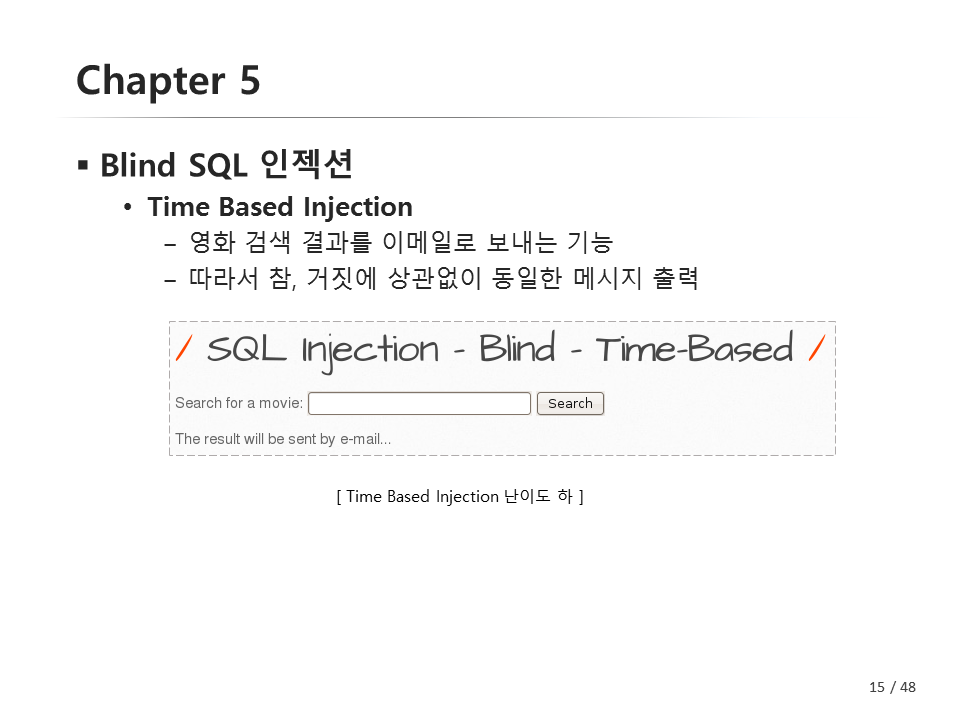 Chapter 5
▪ Blind SQL 인젝션
• Time Based Injection
– 영화 검색 결과를 이메일로 보내는 기능
– 따라서 참, 거짓에 상관없이 동일한 메시지 출력
/ SQL Injection - Blind - Time-Based /
Search for a movie: Search
The result will be sent by e-mail...
[ Time Based Injection 난이도 하 ]
15 / 48